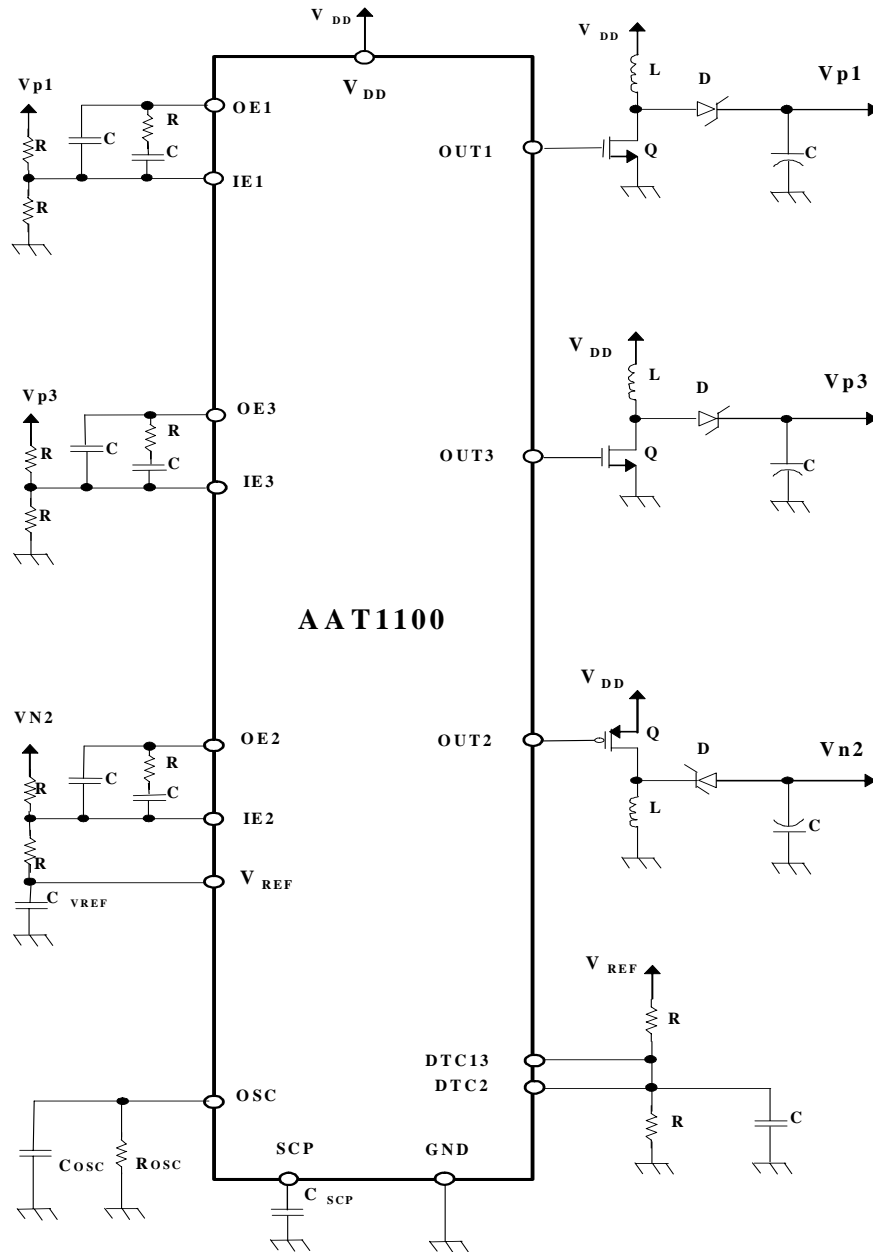 V DD
V DD
Vp1
OE1
R
C
C
R
IE1
R
V DD
L
D
Vp1
OUT1
Q
C
Vp3
OE3
R
C
R
C
IE3
R
V DD
L
D
Vp3
OUT3
Q
C
AAT1100
VN2
OE2
R
C
R
C
IE2
R
V REF
C VREF
V DD
OUT2
Q
D
Vn2
L
C
V REF
R
DTC13
DTC2
R
C
OSC
COSC
ROSC
SCP
C SCP
GND